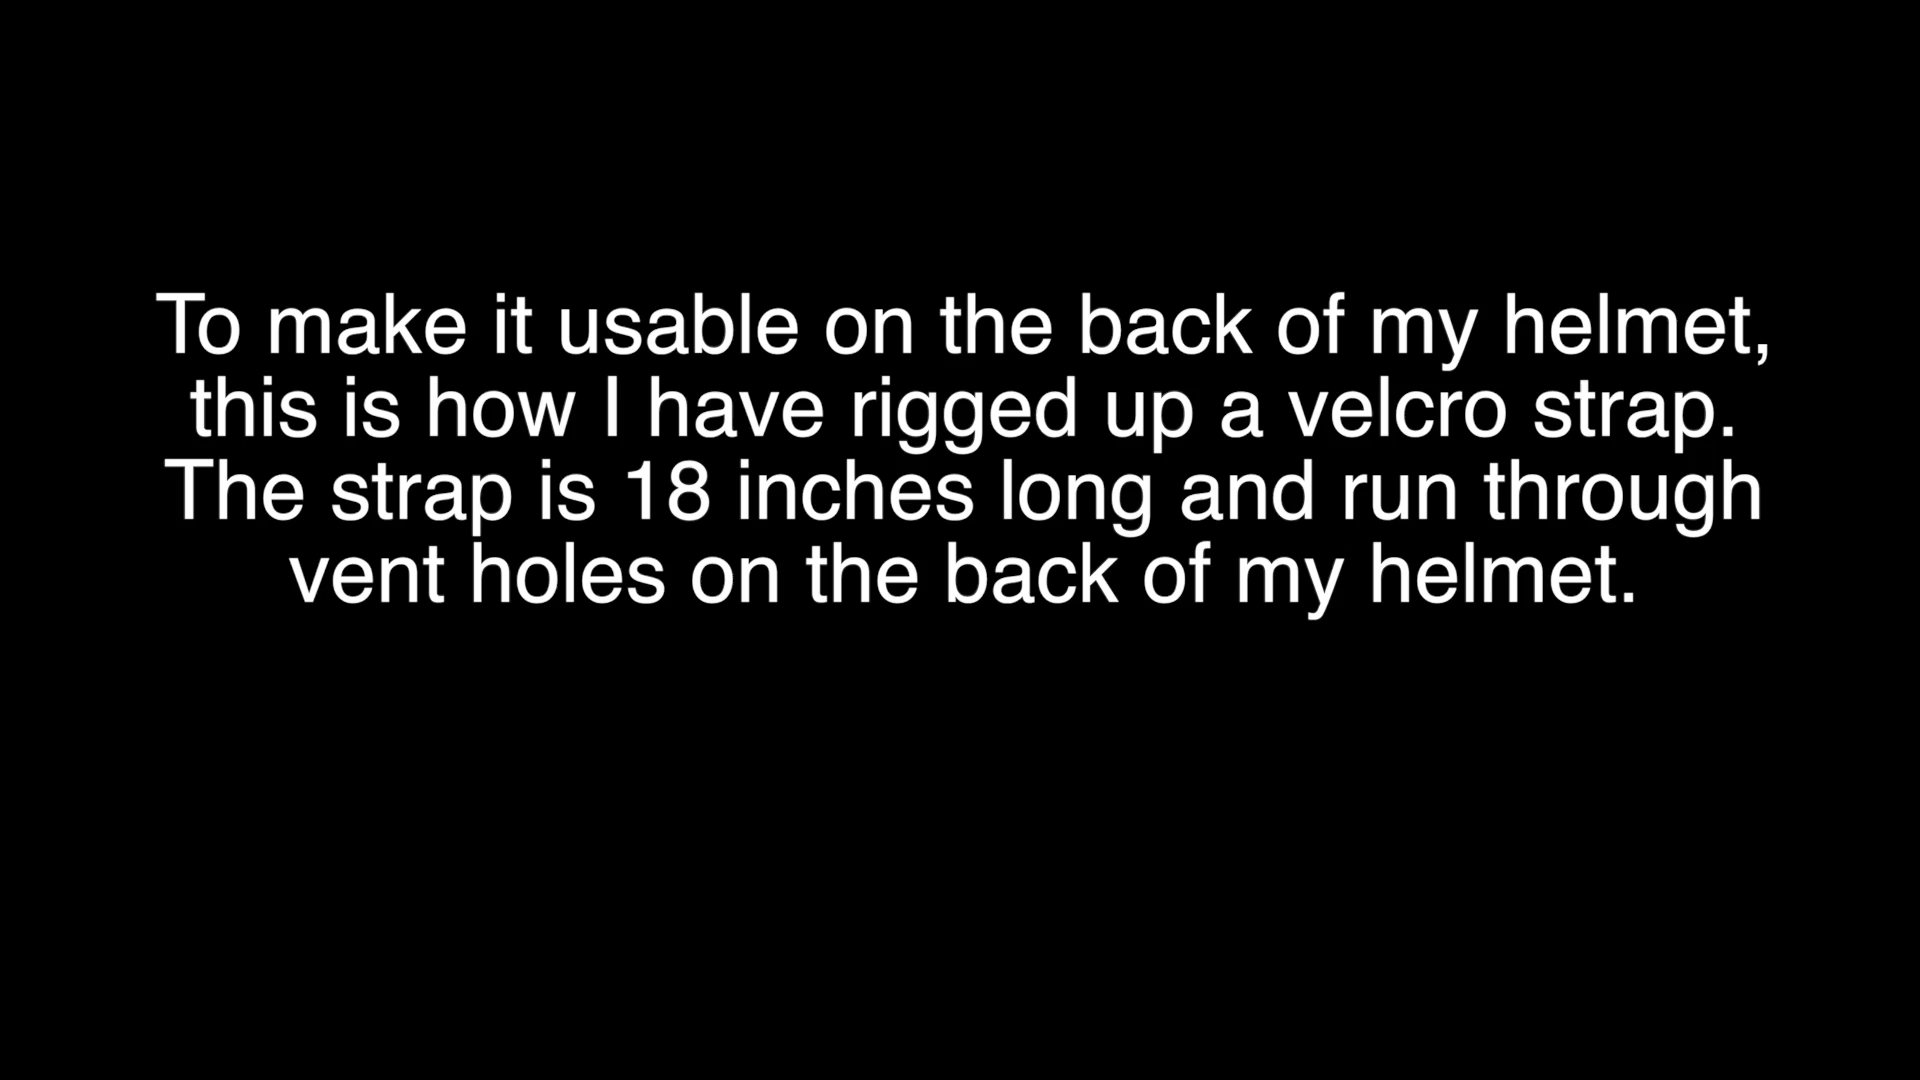 To make it usable on the back of my helmet,
this is how I have rigged up a velcro strap.
The strap is 18 inches long and run through
vent holes on the back of my helmet.